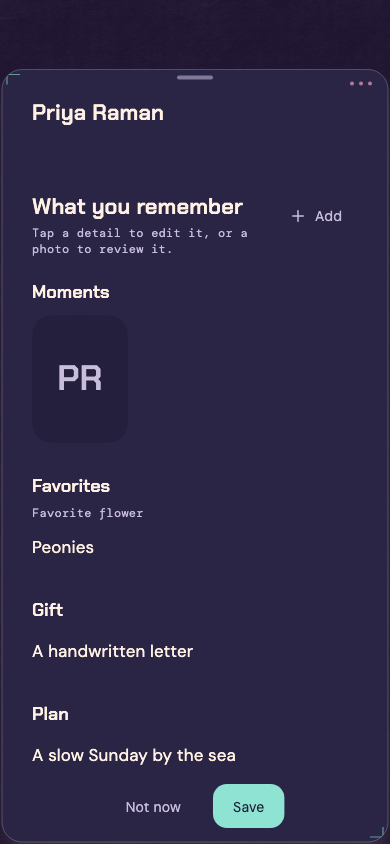 Priya Raman
What you remember
+ Add
Tap a detail to edit it, or a
photo to review it.
Moments
PR
Favorites
Favorite flower
Peonies
Gift
A handwritten letter
Plan
A slow Sunday by the sea
Not now
Save